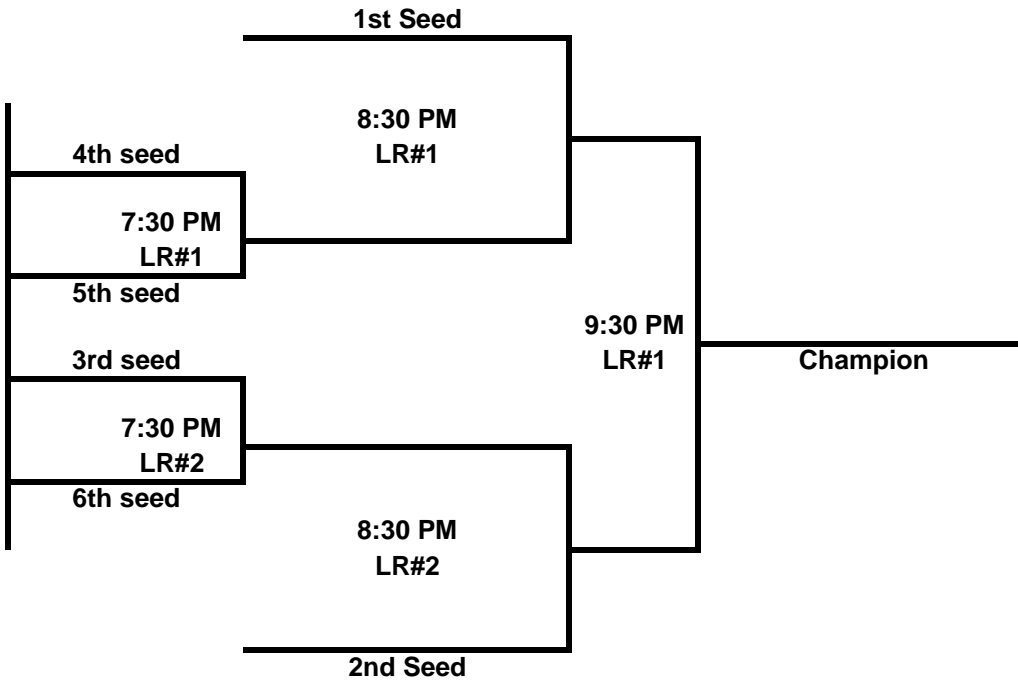 1st Seed
8:30 PM
LR#1
4th seed
7:30 PM
LR#1
5th seed
9:30 PM
LR#1
Champion
3rd seed
7:30 PM
LR#2
6th seed
8:30 PM
LR#2
2nd Seed